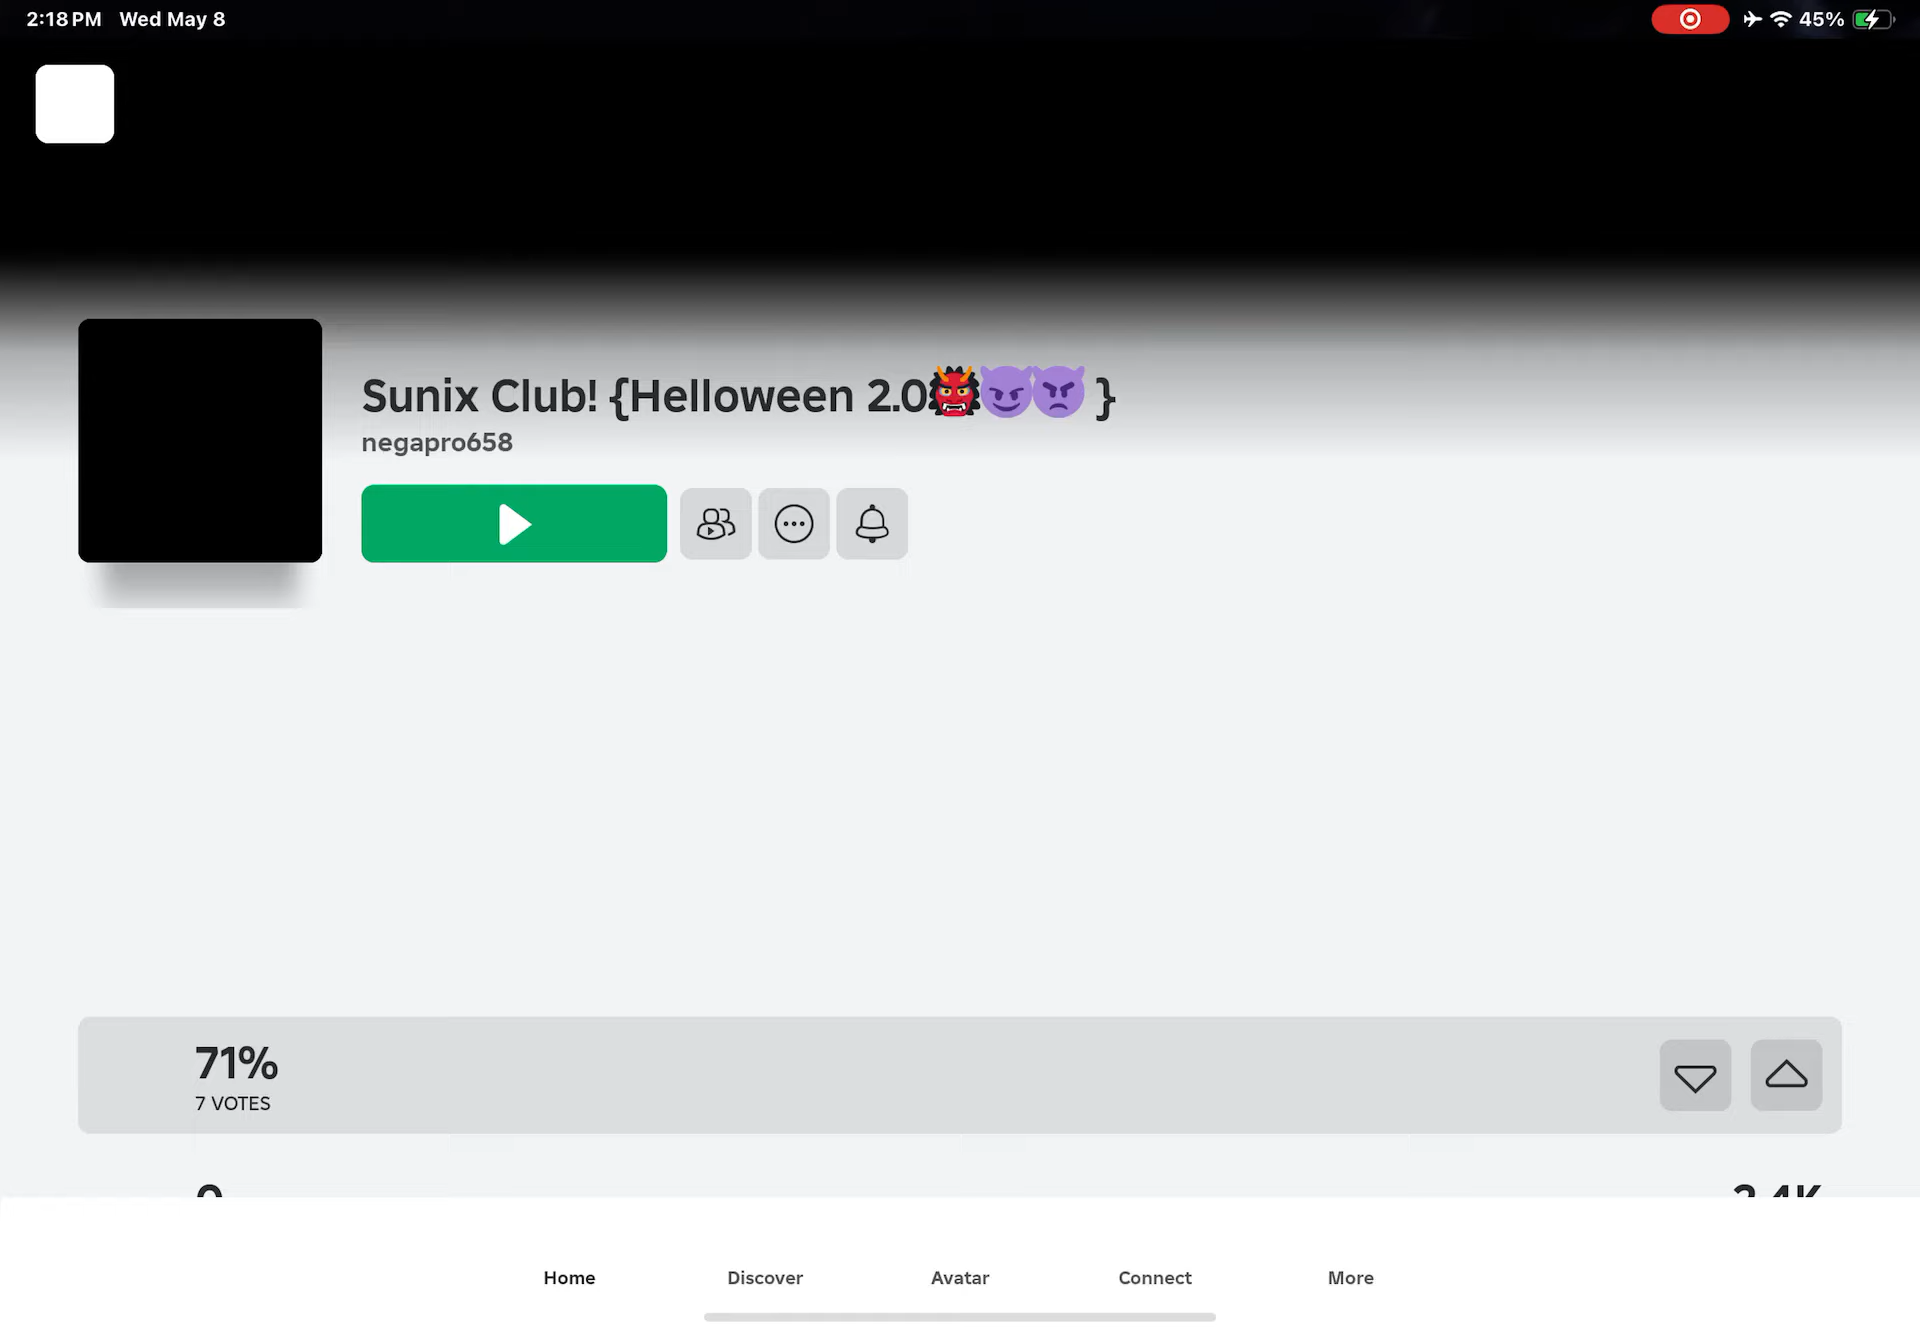 2:18 PM Wed May 8
45%
Sunix Club! {Helloween 2.0👹😈👿 }
negapro658
71%
7 VOTES
Home
Discover
Avatar
Connect
More